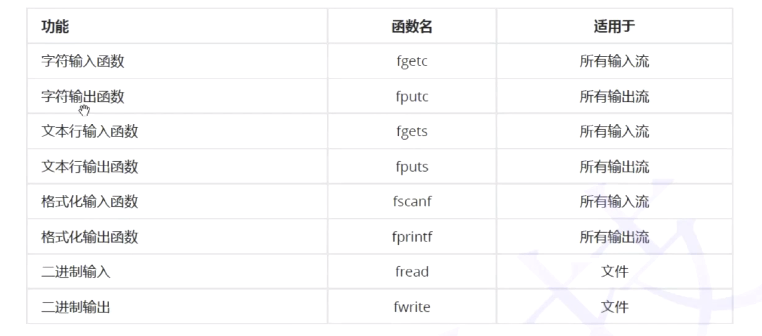 功能 函数名 适用于
字符输入函数 fgetc 所有输入流
字符输出函数 fputc 所有输出流
文本行输入函数 fgets 所有输入流
文本行输出函数 fputs 所有输出流
格式化输入函数 fscanf 所有输入流
格式化输出函数 fprintf 所有输出流
二进制输入 fread 文件
二进制输出 fwrite 文件